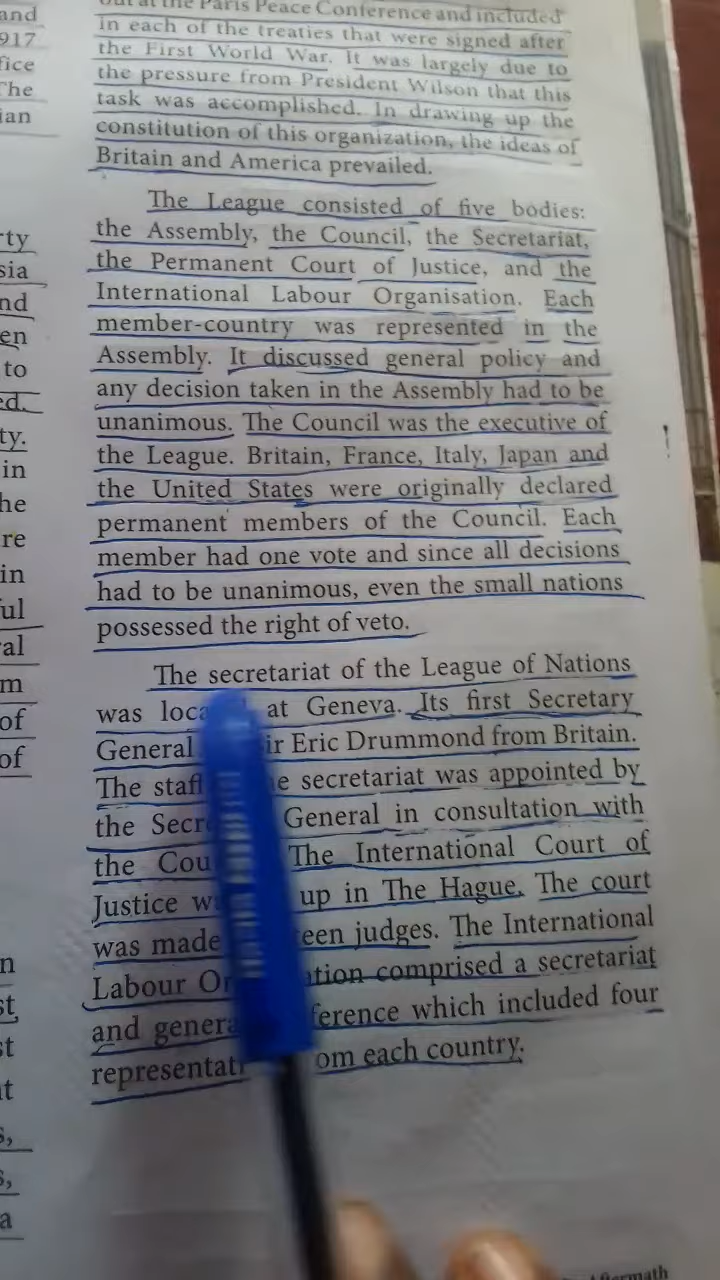 and
917
fice
The
ian
rty
sia
nd
en
to
ed.
ty.
in
he
re
in
ful
ral
m
of
of
n
st
st
nt
s,
s,
a
out at the Paris Peace Conference and included
in each of the treaties that were signed after
the First World War. It was largely due to
the pressure from President Wilson that this
task was accomplished. In drawing up the
constitution of this organization, the ideas of
Britain and America prevailed.
The League consisted of five bodies:
the Assembly, the Council, the Secretariat,
the Permanent Court of Justice, and the
International Labour Organisation. Each
member-country was represented in the
Assembly. It discussed general policy and
any decision taken in the Assembly had to be
unanimous. The Council was the executive of
the League. Britain, France, Italy, Japan and
the United States were originally declared
permanent members of the Council. Each
member had one vote and since all decisions
had to be unanimous, even the small nations
possessed the right of veto.
The secretariat of the League of Nations
was loca at Geneva. Its first Secretary
General ir Eric Drummond from Britain.
The staff e secretariat was appointed by
the Secr General in consultation with
the Cou The International Court of
Justice w up in The Hague. The court
was made een judges. The International
Labour Or ation comprised a secretariat
and genera ference which included four
representati om each country.
Aftermath